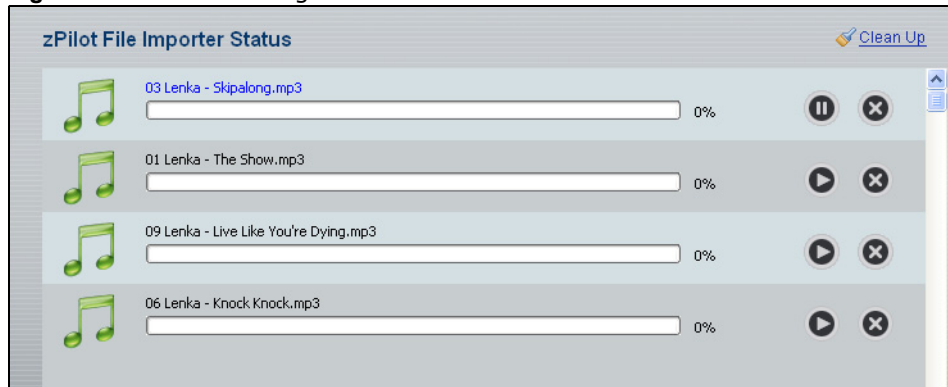 zPilot File Importer Status
Clean Up
03 Lenka - Skipalong.mp3
0%
01 Lenka - The Show.mp3
0%
09 Lenka - Live Like You're Dying.mp3
0%
06 Lenka - Knock Knock.mp3
0%